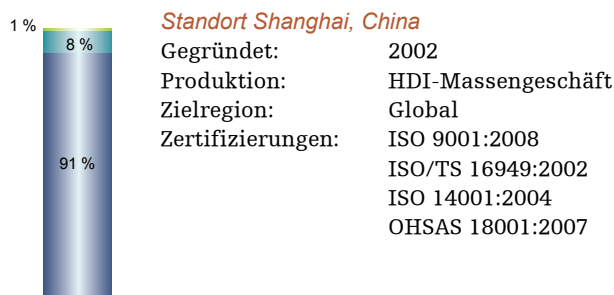 1 %
8 %
91 %
Standort Shanghai, China
Gegründet: 2002
Produktion: HDI-Massengeschäft
Zielregion: Global
Zertifizierungen: ISO 9001:2008
ISO/TS 16949:2002
ISO 14001:2004
OHSAS 18001:2007